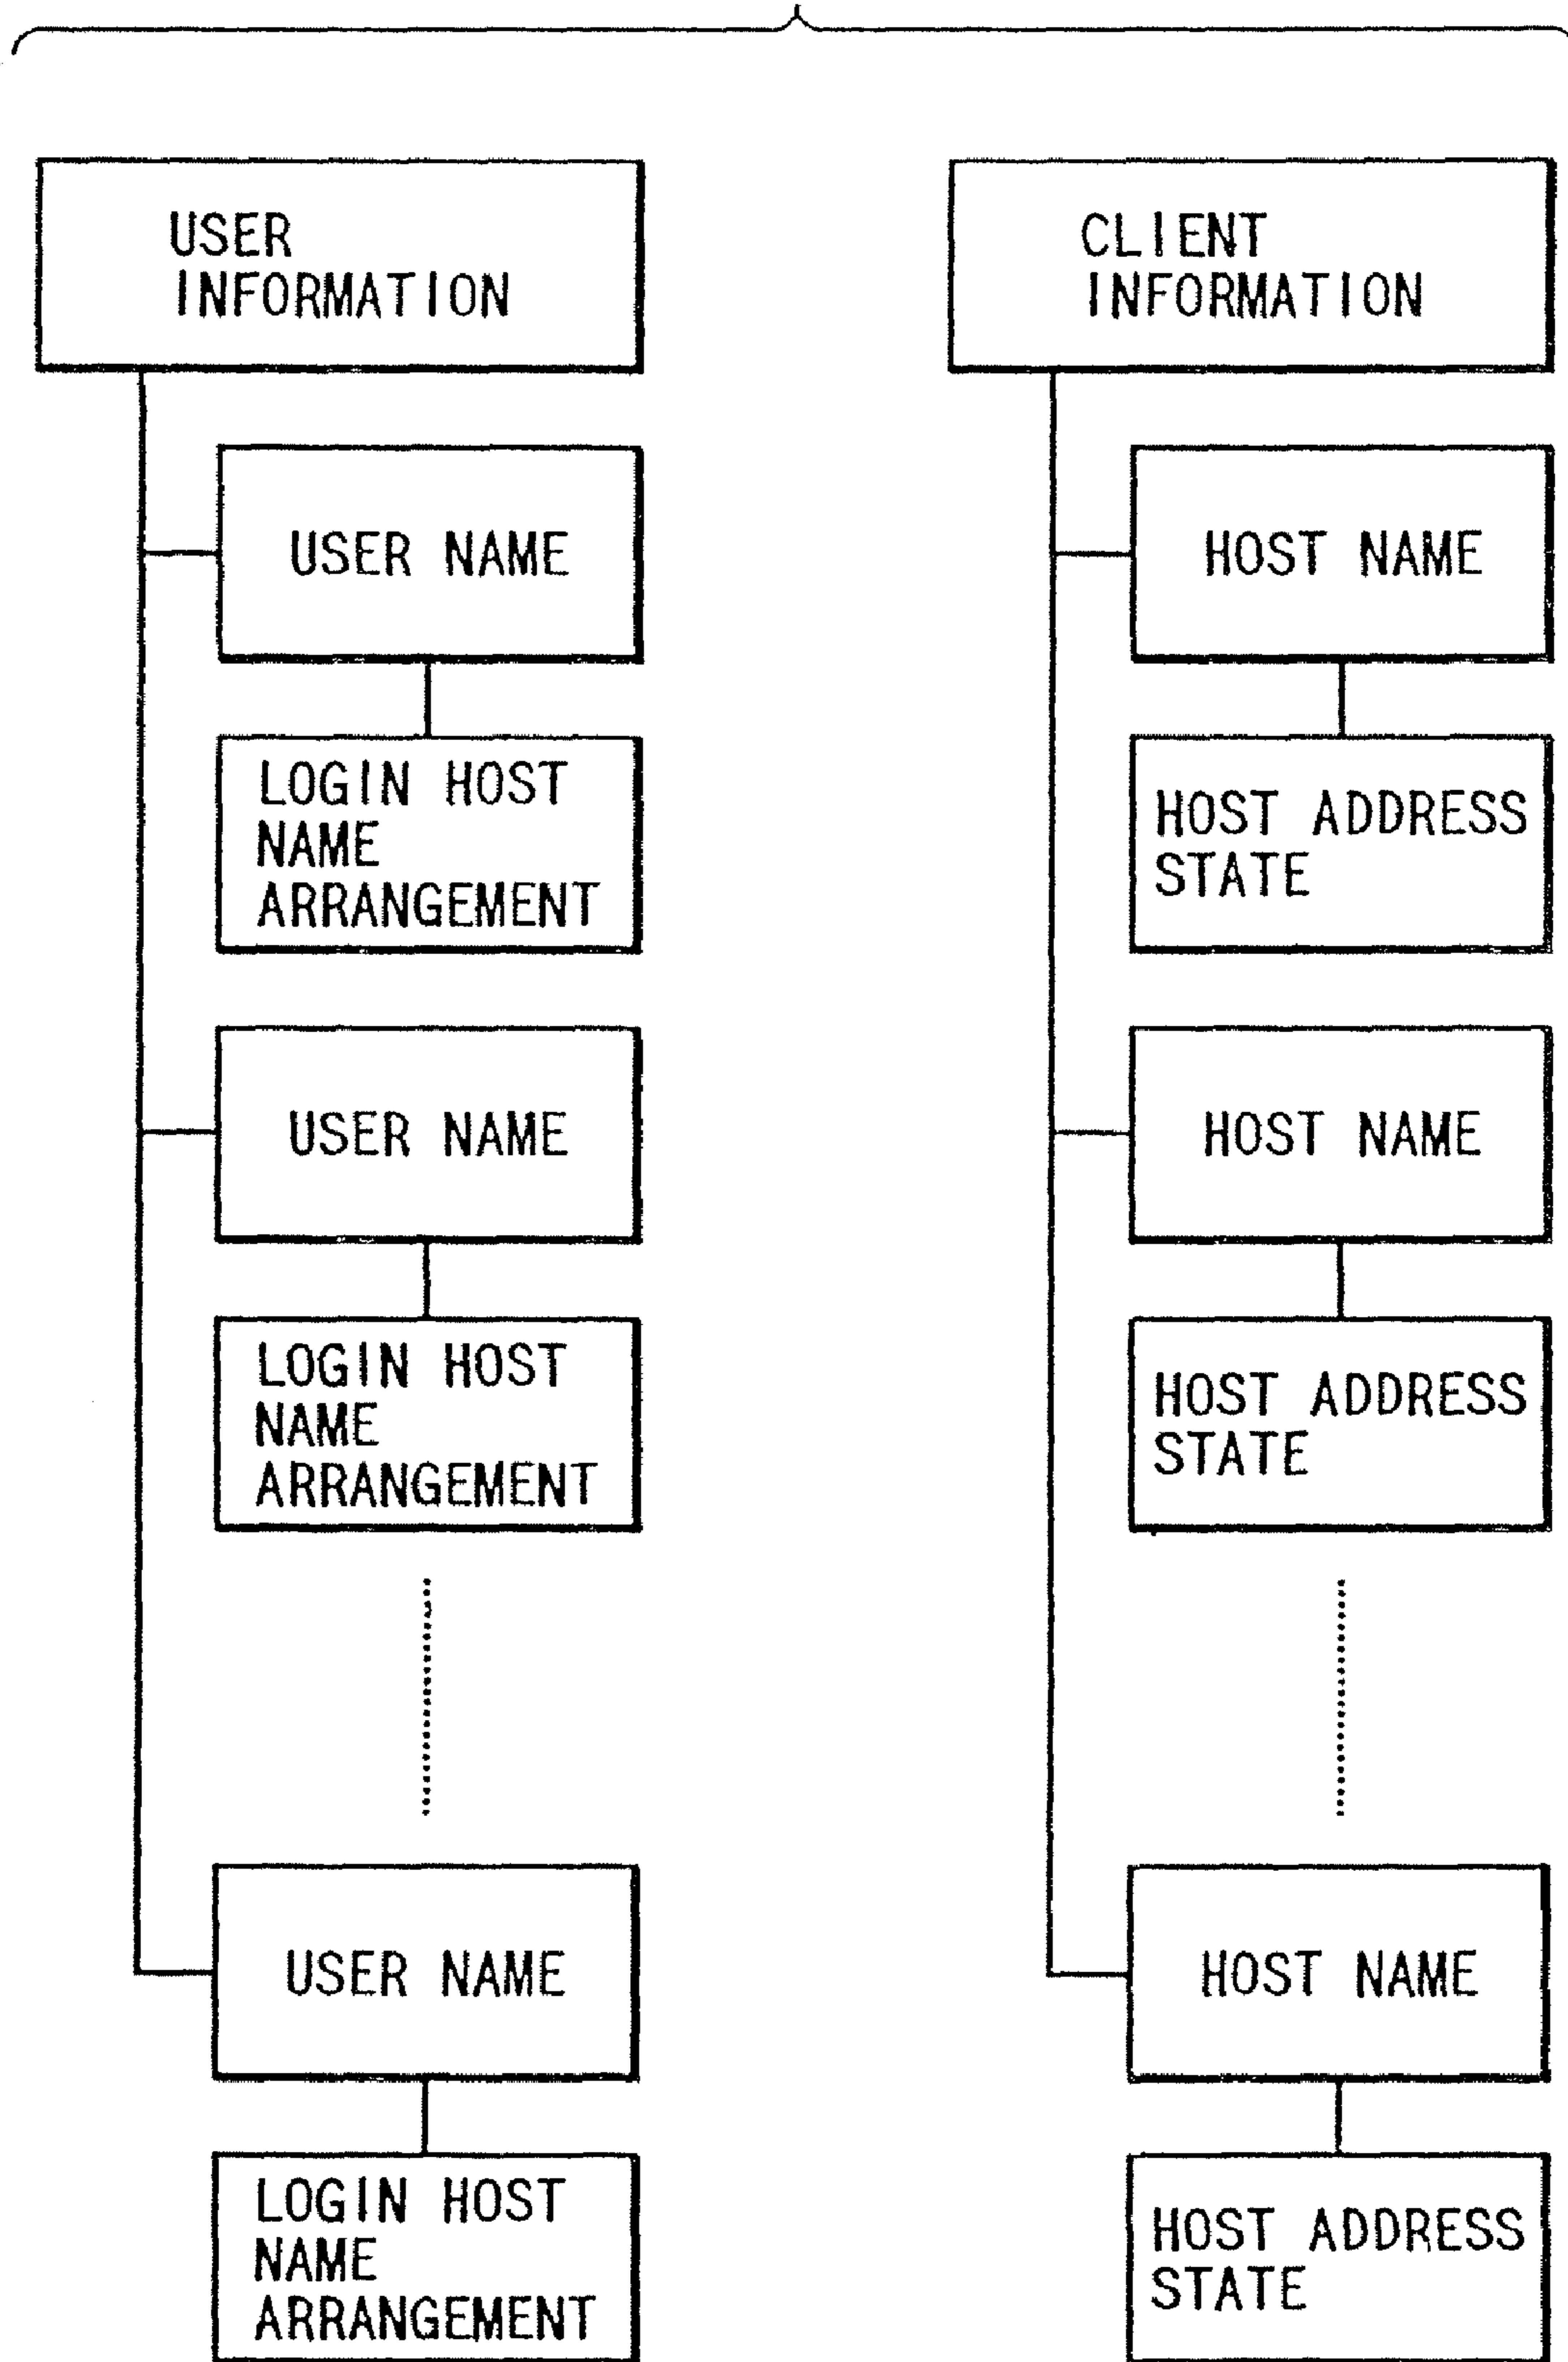 USER
INFORMATION
USER NAME
LOGIN HOST
NAME
ARRANGEMENT
USER NAME
LOGIN HOST
NAME
ARRANGEMENT
USER NAME
LOGIN HOST
NAME
ARRANGEMENT
CLIENT
INFORMATION
HOST NAME
HOST ADDRESS
STATE
HOST NAME
HOST ADDRESS
STATE
HOST NAME
HOST ADDRESS
STATE